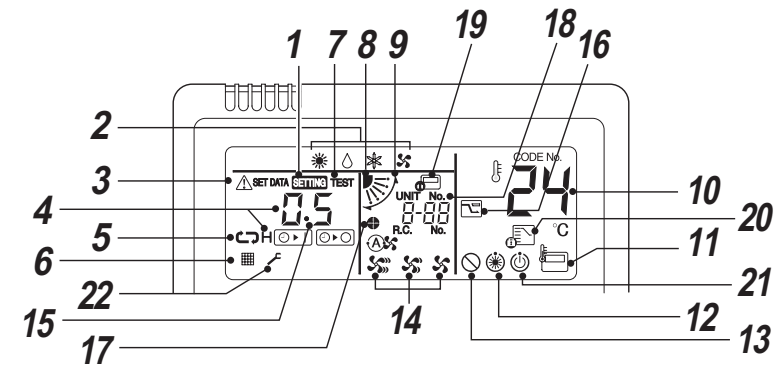 1 7 8 9 19 18 16
2
3
CODE No.
SET DATA SETTING TEST
UNIT No.
24
10
4
0.5
0-88
R.C. No.
20
5
H
°C
11
6
A
22
15
17
14
13
12
21